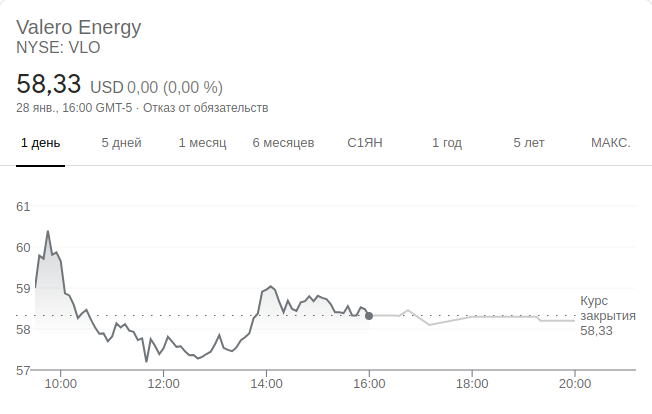 Valero Energy
NYSE: VLO
58,33 USD 0,00 (0,00 %)
28 янв., 16:00 GMT-5 · Отказ от обязательств
1 день 5 дней 1 месяц 6 месяцев С1ЯН 1 год 5 лет МАКС.
61
60
59
58
57
Курс
закрытия
58,33
10:00 12:00 14:00 16:00 18:00 20:00